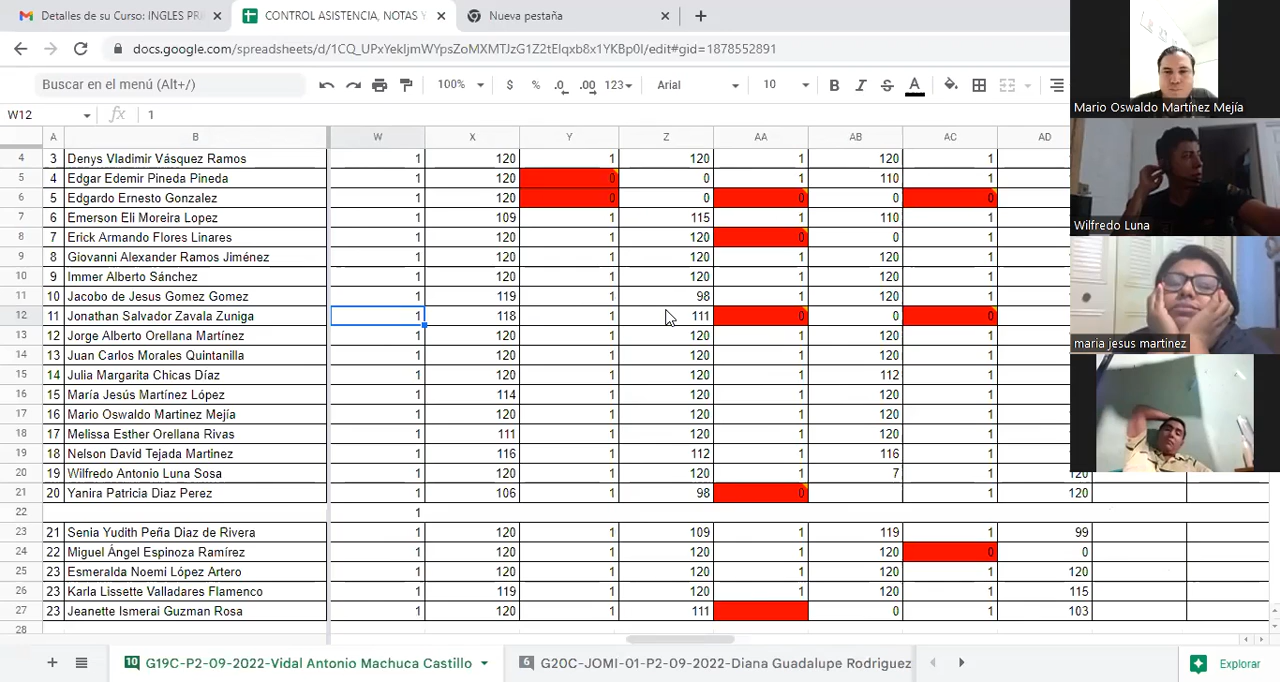 Detalles de su Curso: INGLES PRI
CONTROL ASISTENCIA, NOTAS Y
Nueva pestaña
docs.google.com/spreadsheets/d/
edit#gid=1878552891
Buscar en el menú (Alt+/)
100% $ % .0 .00 123 Arial 10 B I S A
W12 fx 1
A B W X Y Z AA AB AC AD
4 3 Denys Vladimir Vásquez Ramos 1 120 1 120 1 120 1
5 4 Edgar Edemir Pineda Pineda 1 120 0 0 1 110 1
6 5 Edgardo Ernesto Gonzalez 1 120 0 0 0 0 0
7 6 Emerson Eli Moreira Lopez 1 109 1 115 1 110 1
8 7 Erick Armando Flores Linares 1 120 1 120 0 0 1
9 8 Giovanni Alexander Ramos Jiménez 1 120 1 120 1 120 1
10 9 Immer Alberto Sánchez 1 120 1 120 1 120 1
11 10 Jacobo de Jesus Gomez Gomez 1 119 1 98 1 120 1
12 11 Jonathan Salvador Zavala Zuniga 1 118 1 111 0 0 0
13 12 Jorge Alberto Orellana Martínez 1 120 1 120 1 120 1
14 13 Juan Carlos Morales Quintanilla 1 120 1 120 1 120 1
15 14 Julia Margarita Chicas Díaz 1 120 1 120 1 112 1
16 15 María Jesús Martínez López 1 114 1 120 1 120 1
17 16 Mario Oswaldo Martinez Mejía 1 120 1 120 1 120 1
18 17 Melissa Esther Orellana Rivas 1 111 1 120 1 120 1
19 18 Nelson David Tejada Martinez 1 116 1 112 1 116 1
20 19 Wilfredo Antonio Luna Sosa 1 120 1 120 1 7 1 120
21 20 Yanira Patricia Diaz Perez 1 106 1 98 0 1 120
22 1
23 21 Senia Yudith Peña Diaz de Rivera 1 120 1 109 1 119 1 99
24 22 Miguel Ángel Espinoza Ramírez 1 120 1 120 1 120 0 0
25 23 Esmeralda Noemi López Artero 1 120 1 120 1 120 1 120
26 23 Karla Lissette Valladares Flamenco 1 119 1 120 1 120 1 115
27 23 Jeanette Ismerai Guzman Rosa 1 120 1 111 0 1 103
28
10 G19C-P2-09-2022-Vidal Antonio Machuca Castillo
6 G20C-JOMI-01-P2-09-2022-Diana Guadalupe Rodriguez
Explorar
Mario Oswaldo Martínez Mejía
Wilfredo Luna
maria jesus martinez